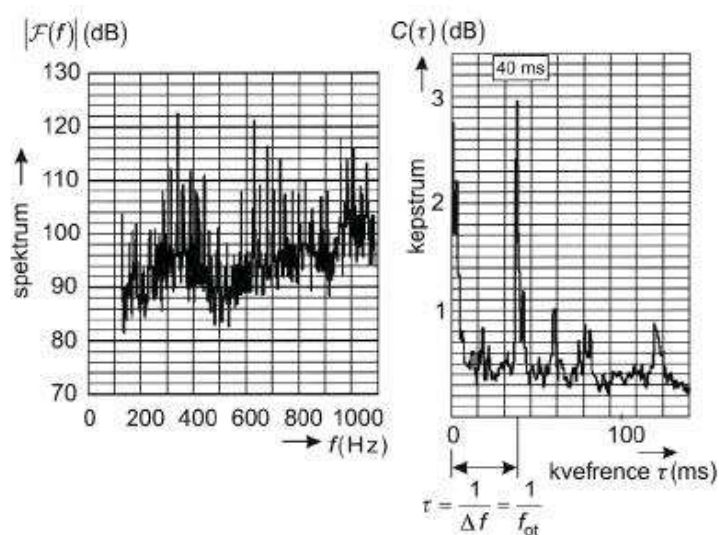 |ℱ(f)| (dB)
130
120
110
100
90
80
70
spektrum
0 200 400 600 800 1000
f(Hz)
C(τ) (dB)
40 ms
3
2
1
kepstrum
0 100
kvefrence τ (ms)
τ = 1/Δf = 1/f_ot